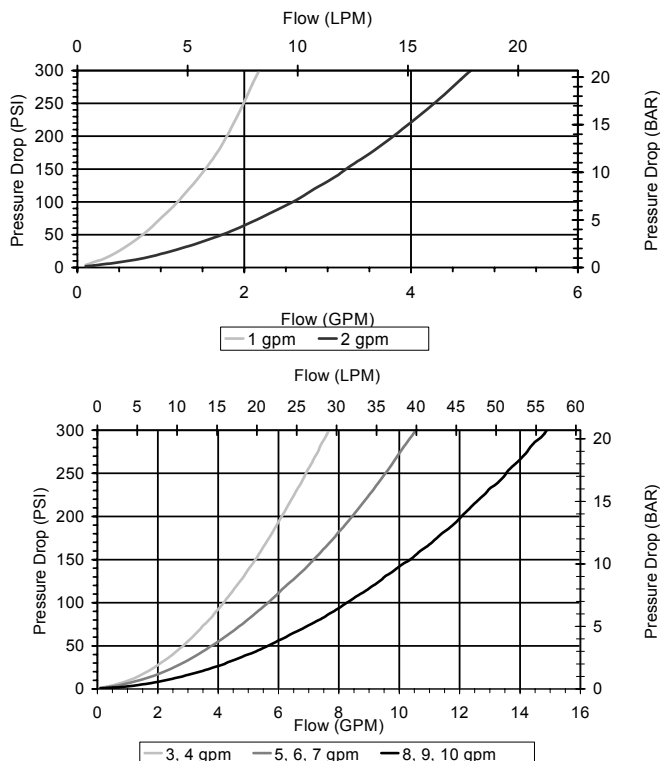 Flow (LPM)
0 5 10 15 20
Pressure Drop (PSI)
300
250
200
150
100
50
0
Pressure Drop (BAR)
20
15
10
5
0
0 2 4 6
Flow (GPM)
1 gpm 2 gpm
Flow (LPM)
0 5 10 15 20 25 30 35 40 45 50 55 60
Pressure Drop (PSI)
300
250
200
150
100
50
0
Pressure Drop (BAR)
20
15
10
5
0
0 2 4 6 8 10 12 14 16
Flow (GPM)
3, 4 gpm 5, 6, 7 gpm 8, 9, 10 gpm